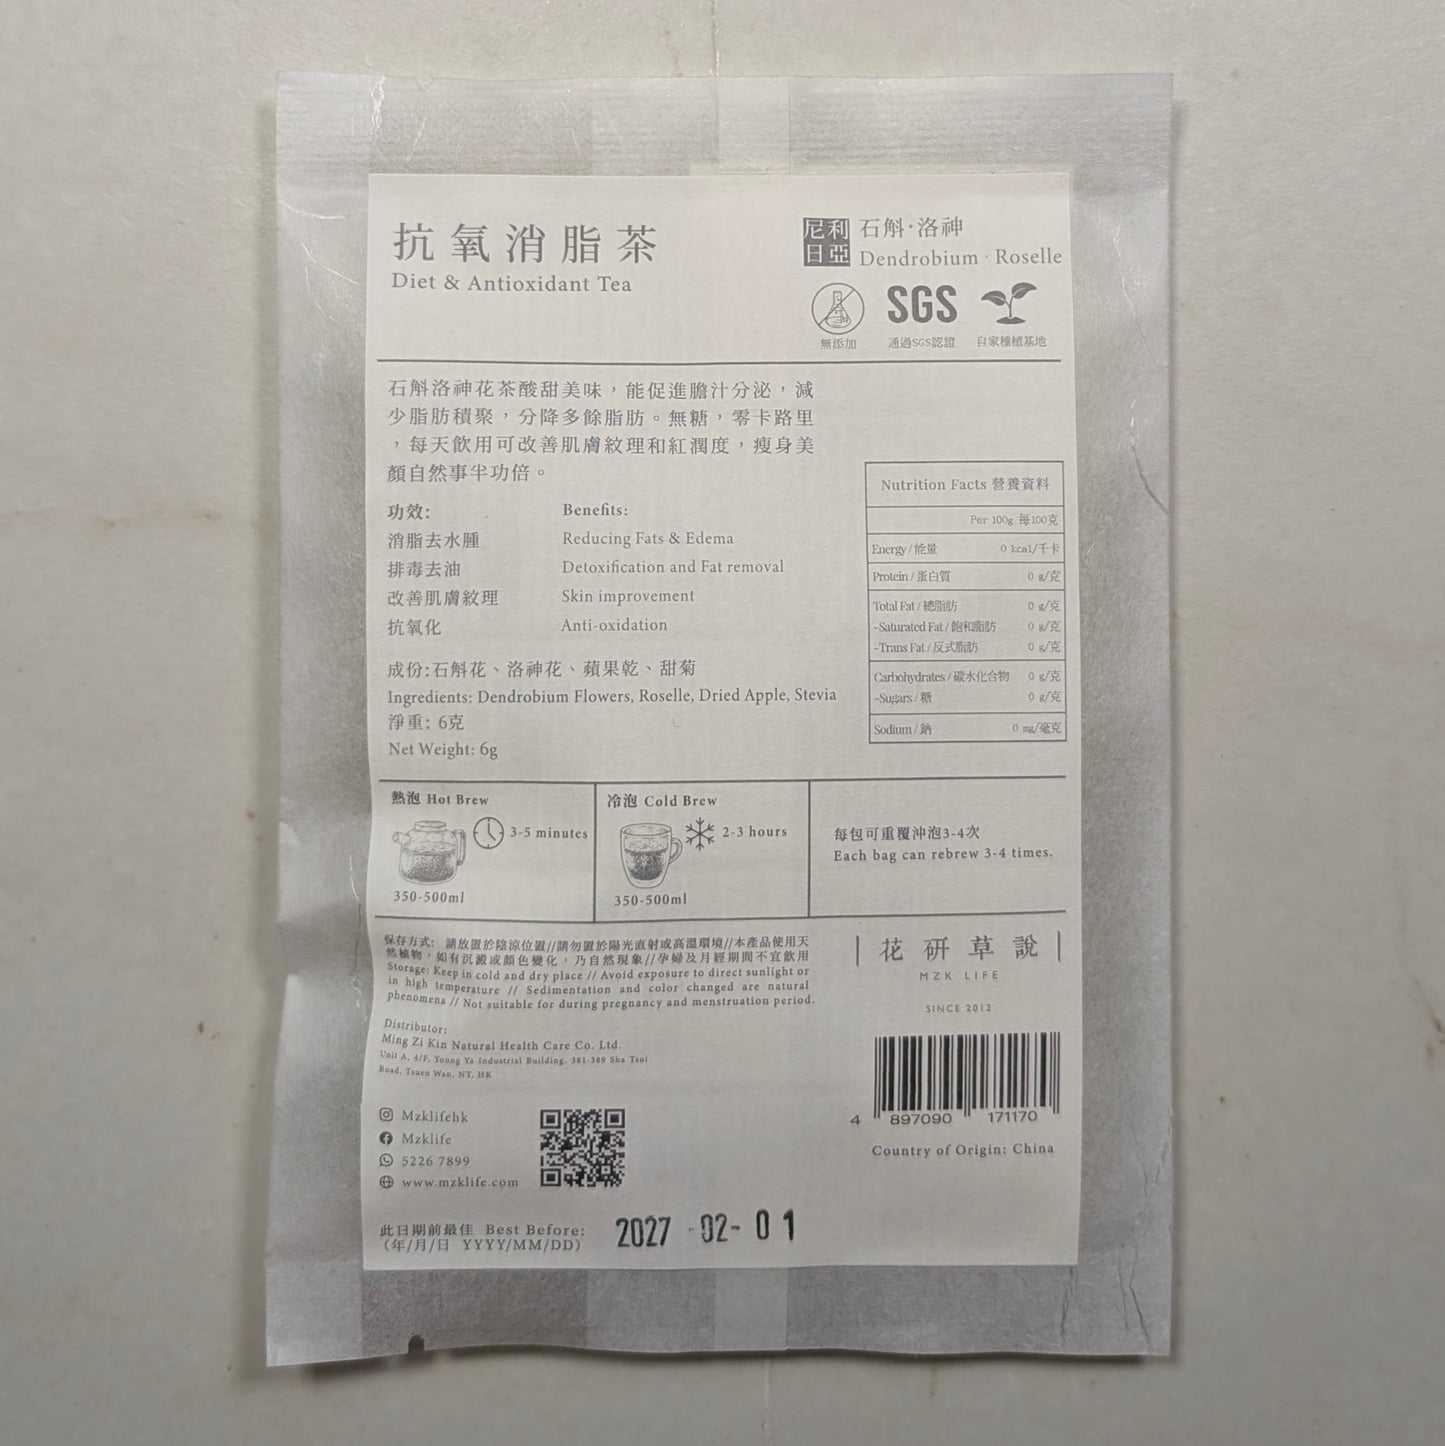 抗氧消脂茶
Diet & Antioxidant Tea
尼利
日亞
石斛·洛神
Dendrobium · Roselle
無添加
SGS
通過SGS認證
自家種植基地
石斛洛神花茶酸甜美味，能促進膽汁分泌，減
少脂肪積聚，分降多餘脂肪。無糖，零卡路里
，每天飲用可改善肌膚紋理和紅潤度，瘦身美
顏自然事半功倍。
功效:
消脂去水腫
排毒去油
改善肌膚紋理
抗氧化
Benefits:
Reducing Fats & Edema
Detoxification and Fat removal
Skin improvement
Anti-oxidation
成份:石斛花、洛神花、蘋果乾、甜菊
Ingredients: Dendrobium Flowers, Roselle, Dried Apple, Stevia
淨重: 6克
Net Weight: 6g
Nutrition Facts 營養資料
Per 100g 每100克
Energy / 能量 0 kcal/千卡
Protein / 蛋白質 0 g/克
Total Fat / 總脂肪 0 g/克
-Saturated Fat / 飽和脂肪 0 g/克
-Trans Fat / 反式脂肪 0 g/克
Carbohydrates / 碳水化合物 0 g/克
-Sugars / 糖 0 g/克
Sodium / 鈉 0 mg/毫克
熱泡 Hot Brew
3-5 minutes
350-500ml
冷泡 Cold Brew
2-3 hours
350-500ml
每包可重覆沖泡3-4次
Each bag can rebrew 3-4 times.
保存方式: 請放置於陰涼位置//請勿置於陽光直射或高溫環境//本產品使用天
然植物，如有沉澱或顏色變化，乃自然現象//孕婦及月經期間不宜飲用
Storage: Keep in cold and dry place // Avoid exposure to direct sunlight or
in high temperature // Sedimentation and color changed are natural
phenomena // Not suitable for during pregnancy and menstruation period.
Distributor:
Ming Zi Kin Natural Health Care Co. Ltd.
Unit A, 4/F, Young Ya Industrial Building, 381-389 Sha Tsui
Road, Tsuen Wan, NT, HK
Mzklifehk
Mzklife
5226 7899
www.mzklife.com
花研草說
MZK LIFE
SINCE 2012
4 897090 171170
Country of Origin: China
此日期前最佳 Best Before:
(年/月/日 YYYY/MM/DD)
2027-02-01